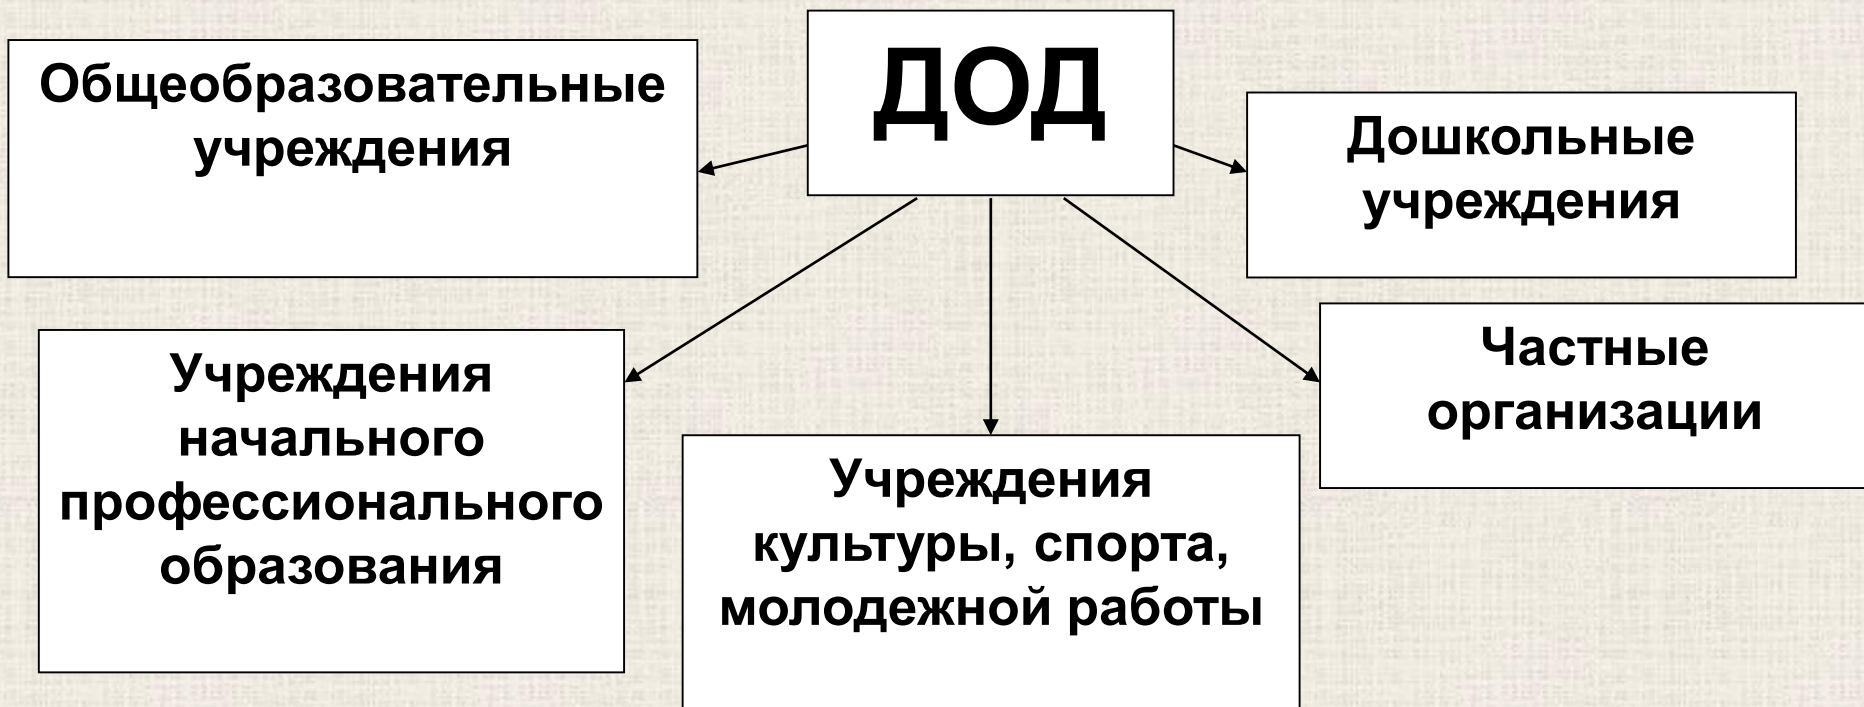 ДОД
Общеобразовательные
учреждения
Дошкольные
учреждения
Учреждения
начального
профессионального
образования
Учреждения
культуры, спорта,
молодежной работы
Частные
организации